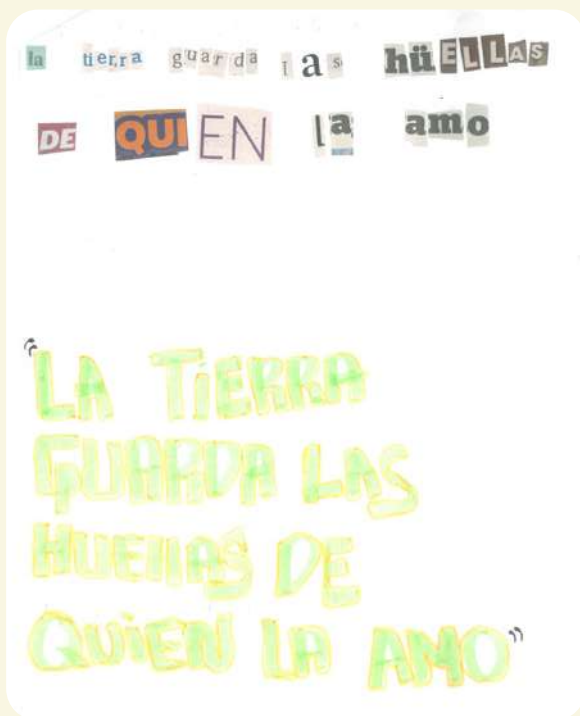 la tierra guarda las hüELLAS
DE QUIEN la amo
"LA TiERRA
GUARDA LAS
HUEllAS DE
QUiEN LA AMO"